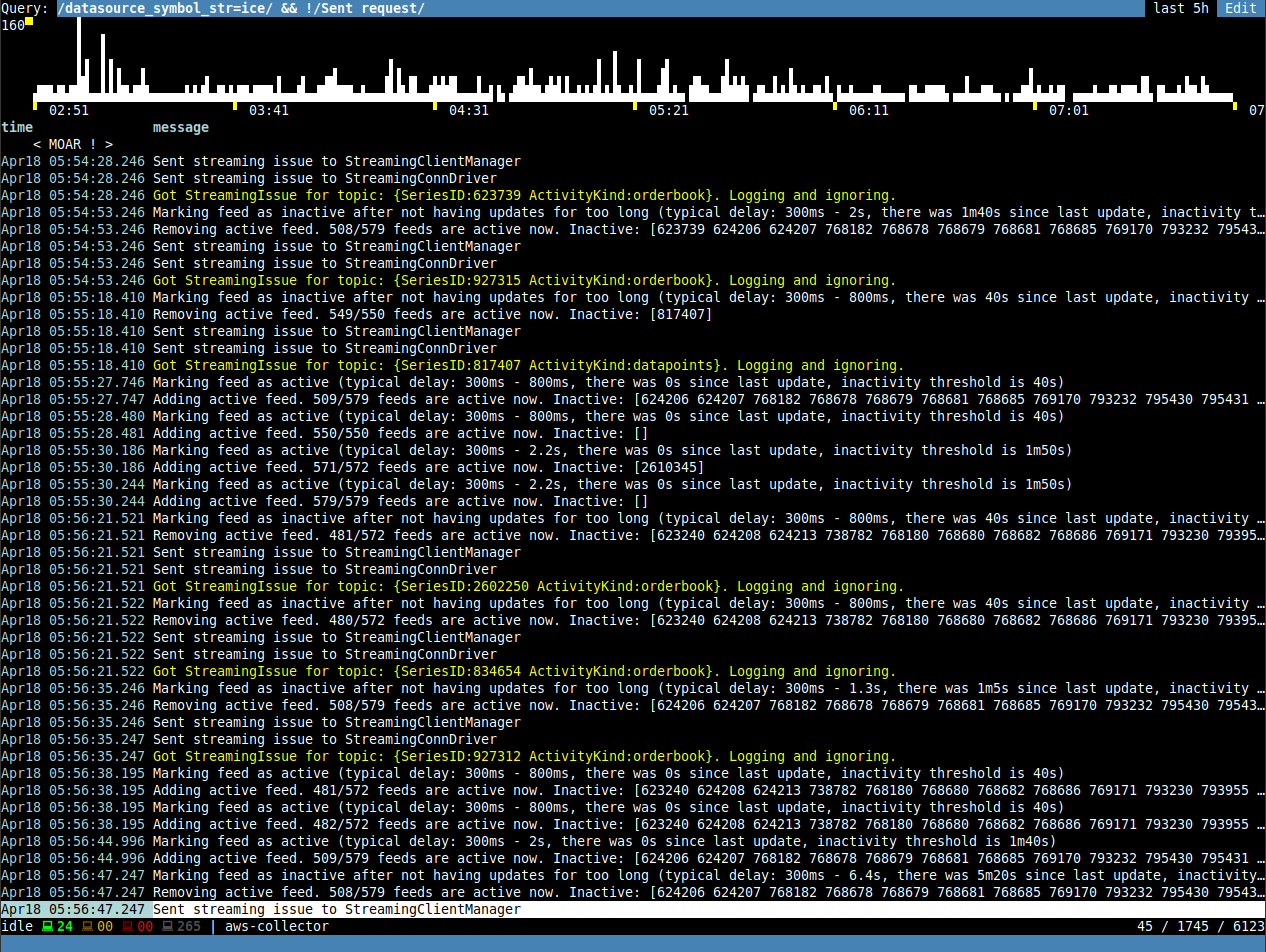 Query: /datasource_symbol_str=ice/ && !/Sent request/ last 5h Edit
160
02:51 03:41 04:31 05:21 06:11 07:01 07
time message
< MOAR ! >
Apr18 05:54:28.246 Sent streaming issue to StreamingClientManager
Apr18 05:54:28.246 Sent streaming issue to StreamConnDriver
Apr18 05:54:28.246 Got StreamingIssue for topic: {SeriesID:623739 ActivityKind:orderbook}. Logging and ignoring.
Apr18 05:54:53.246 Marking feed as inactive after not having updates for too long (typical delay: 300ms - 2s, there was 1m40s since last update, inactivity t…
Apr18 05:54:53.246 Removing active feed. 508/579 feeds are active now. Inactive: [623739 624206 624207 768182 768678 768679 768681 768685 769170 793232 79543…
Apr18 05:54:53.246 Sent streaming issue to StreamingClientManager
Apr18 05:54:53.246 Sent streaming issue to StreamConnDriver
Apr18 05:54:53.246 Got StreamingIssue for topic: {SeriesID:927315 ActivityKind:orderbook}. Logging and ignoring.
Apr18 05:55:18.410 Marking feed as inactive after not having updates for too long (typical delay: 300ms - 800ms, there was 40s since last update, inactivity …
Apr18 05:55:18.410 Removing active feed. 549/550 feeds are active now. Inactive: [817407]
Apr18 05:55:18.410 Sent streaming issue to StreamingClientManager
Apr18 05:55:18.410 Sent streaming issue to StreamConnDriver
Apr18 05:55:18.410 Got StreamingIssue for topic: {SeriesID:817407 ActivityKind:datapoints}. Logging and ignoring.
Apr18 05:55:27.746 Marking feed as active (typical delay: 300ms - 800ms, there was 0s since last update, inactivity threshold is 40s)
Apr18 05:55:27.747 Adding active feed. 509/579 feeds are active now. Inactive: [624206 624207 768182 768678 768679 768681 768685 769170 793232 795430 795431 …
Apr18 05:55:28.480 Marking feed as active (typical delay: 300ms - 800ms, there was 0s since last update, inactivity threshold is 40s)
Apr18 05:55:28.481 Adding active feed. 550/550 feeds are active now. Inactive: []
Apr18 05:55:30.186 Marking feed as active (typical delay: 300ms - 2.2s, there was 0s since last update, inactivity threshold is 1m50s)
Apr18 05:55:30.186 Adding active feed. 571/572 feeds are active now. Inactive: [2610345]
Apr18 05:55:30.244 Marking feed as active (typical delay: 300ms - 2.2s, there was 0s since last update, inactivity threshold is 1m50s)
Apr18 05:55:30.244 Adding active feed. 579/579 feeds are active now. Inactive: []
Apr18 05:56:21.521 Marking feed as inactive after not having updates for too long (typical delay: 300ms - 800ms, there was 40s since last update, inactivity …
Apr18 05:56:21.521 Removing active feed. 481/572 feeds are active now. Inactive: [623240 624208 624213 738782 768180 768680 768682 768686 769171 793230 79395…
Apr18 05:56:21.521 Sent streaming issue to StreamingClientManager
Apr18 05:56:21.521 Sent streaming issue to StreamConnDriver
Apr18 05:56:21.521 Got StreamingIssue for topic: {SeriesID:2602250 ActivityKind:orderbook}. Logging and ignoring.
Apr18 05:56:21.522 Marking feed as inactive after not having updates for too long (typical delay: 300ms - 800ms, there was 40s since last update, inactivity …
Apr18 05:56:21.522 Removing active feed. 480/572 feeds are active now. Inactive: [623240 624208 624213 738782 768180 768680 768682 768686 769171 793230 79395…
Apr18 05:56:21.522 Sent streaming issue to StreamingClientManager
Apr18 05:56:21.522 Sent streaming issue to StreamConnDriver
Apr18 05:56:21.522 Got StreamingIssue for topic: {SeriesID:834654 ActivityKind:orderbook}. Logging and ignoring.
Apr18 05:56:35.246 Marking feed as inactive after not having updates for too long (typical delay: 300ms - 1.3s, there was 1m5s since last update, inactivity …
Apr18 05:56:35.246 Removing active feed. 508/579 feeds are active now. Inactive: [624206 624207 768182 768678 768679 768681 768685 769170 793232 795430 79543…
Apr18 05:56:35.246 Sent streaming issue to StreamingClientManager
Apr18 05:56:35.247 Sent streaming issue to StreamConnDriver
Apr18 05:56:35.247 Got StreamingIssue for topic: {SeriesID:927312 ActivityKind:orderbook}. Logging and ignoring.
Apr18 05:56:38.195 Marking feed as active (typical delay: 300ms - 800ms, there was 0s since last update, inactivity threshold is 40s)
Apr18 05:56:38.195 Adding active feed. 481/572 feeds are active now. Inactive: [623240 624208 624213 738782 768180 768680 768682 768686 769171 793230 793955 …
Apr18 05:56:38.195 Marking feed as active (typical delay: 300ms - 800ms, there was 0s since last update, inactivity threshold is 40s)
Apr18 05:56:38.195 Adding active feed. 482/572 feeds are active now. Inactive: [623240 624208 624213 738782 768180 768680 768682 768686 769171 793230 793955 …
Apr18 05:56:44.996 Marking feed as active (typical delay: 300ms - 2s, there was 0s since last update, inactivity threshold is 1m40s)
Apr18 05:56:44.996 Adding active feed. 509/579 feeds are active now. Inactive: [624206 624207 768182 768678 768679 768681 768685 769170 793232 795430 795431 …
Apr18 05:56:47.247 Marking feed as inactive after not having updates for too long (typical delay: 300ms - 6.4s, there was 5m20s since last update, inactivity…
Apr18 05:56:47.247 Removing active feed. 508/579 feeds are active now. Inactive: [624206 624207 768182 768678 768679 768681 768685 769170 793232 795430 79543…
Apr18 05:56:47.247 Sent streaming issue to StreamingClientManager
idle 24 00 00 265 | aws-collector 45 / 1745 / 6123